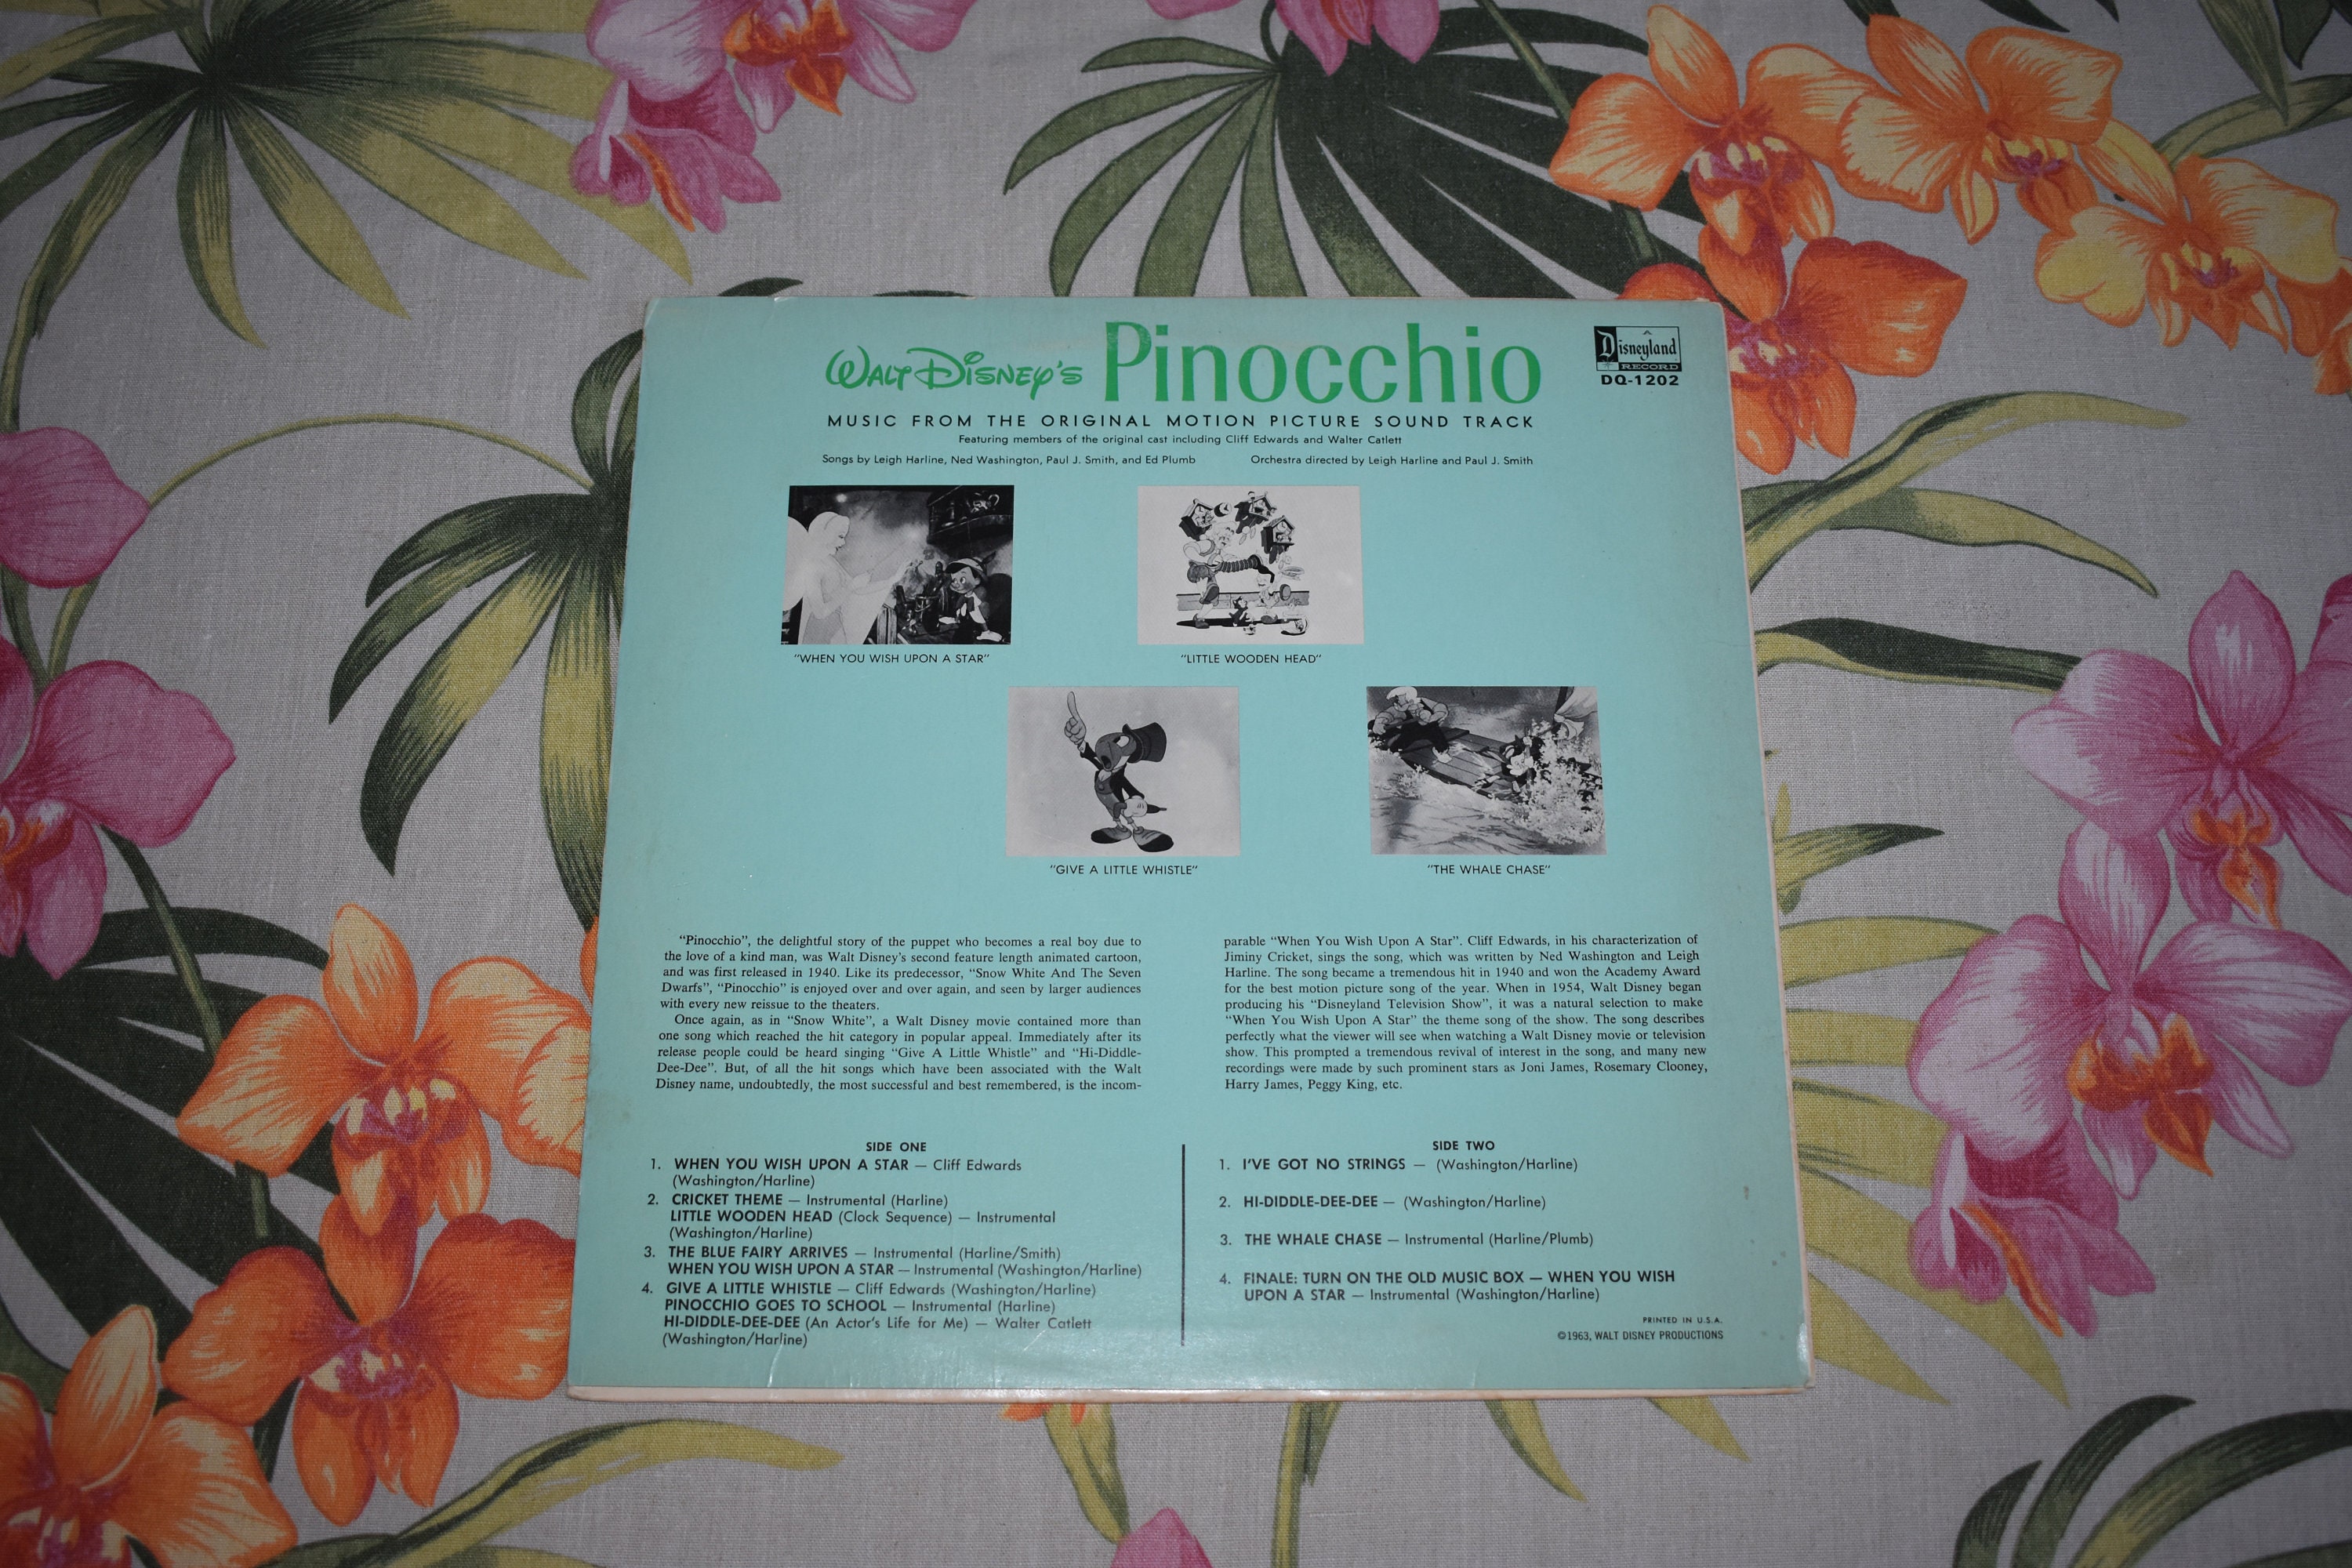 WALT DISNEY'S Pinocchio
Disneyland
RECORD
DQ-1202
MUSIC FROM THE ORIGINAL MOTION PICTURE SOUND TRACK
Featuring members of the original cast including Cliff Edwards and Walter Catlett
Songs by Leigh Harline, Ned Washington, Paul J. Smith, and Ed Plumb
Orchestra directed by Leigh Harline and Paul J. Smith
"WHEN YOU WISH UPON A STAR"
"LITTLE WOODEN HEAD"
"GIVE A LITTLE WHISTLE"
"THE WHALE CHASE"
"Pinocchio", the delightful story of the puppet who becomes a real boy due to
the love of a kind man, was Walt Disney's second feature length animated cartoon,
and was first released in 1940. Like its predecessor, "Snow White And The Seven
Dwarfs", "Pinocchio" is enjoyed over and over again, and seen by larger audiences
with every new reissue to the theaters.
Once again, as in "Snow White", a Walt Disney movie contained more than
one song which reached the hit category in popular appeal. Immediately after its
release people could be heard singing "Give A Little Whistle" and "Hi-Diddle-
Dee-Dee". But, of all the hit songs which have been associated with the Walt
Disney name, undoubtedly, the most successful and best remembered, is the incom-
parable "When You Wish Upon A Star". Cliff Edwards, in his characterization of
Jiminy Cricket, sings the song, which was written by Ned Washington and Leigh
Harline. The song became a tremendous hit in 1940 and won the Academy Award
for the best motion picture song of the year. When in 1954, Walt Disney began
producing his "Disneyland Television Show", it was a natural selection to make
"When You Wish Upon A Star" the theme song of the show. The song describes
perfectly what the viewer will see when watching a Walt Disney movie or television
show. This prompted a tremendous revival of interest in the song, and many new
recordings were made by such prominent stars as Joni James, Rosemary Clooney,
Harry James, Peggy King, etc.
SIDE ONE
1. WHEN YOU WISH UPON A STAR — Cliff Edwards
(Washington/Harline)
2. CRICKET THEME — Instrumental (Harline)
LITTLE WOODEN HEAD (Clock Sequence) — Instrumental
(Washington/Harline)
3. THE BLUE FAIRY ARRIVES — Instrumental (Harline/Smith)
WHEN YOU WISH UPON A STAR — Instrumental (Washington/Harline)
4. GIVE A LITTLE WHISTLE — Cliff Edwards (Washington/Harline)
PINOCCHIO GOES TO SCHOOL — Instrumental (Harline)
HI-DIDDLE-DEE-DEE (An Actor's Life for Me) — Walter Catlett
(Washington/Harline)
SIDE TWO
1. I'VE GOT NO STRINGS — (Washington/Harline)
2. HI-DIDDLE-DEE-DEE — (Washington/Harline)
3. THE WHALE CHASE — Instrumental (Harline/Plumb)
4. FINALE: TURN ON THE OLD MUSIC BOX — WHEN YOU WISH
UPON A STAR — Instrumental (Washington/Harline)
PRINTED IN U.S.A.
©1963, WALT DISNEY PRODUCTIONS